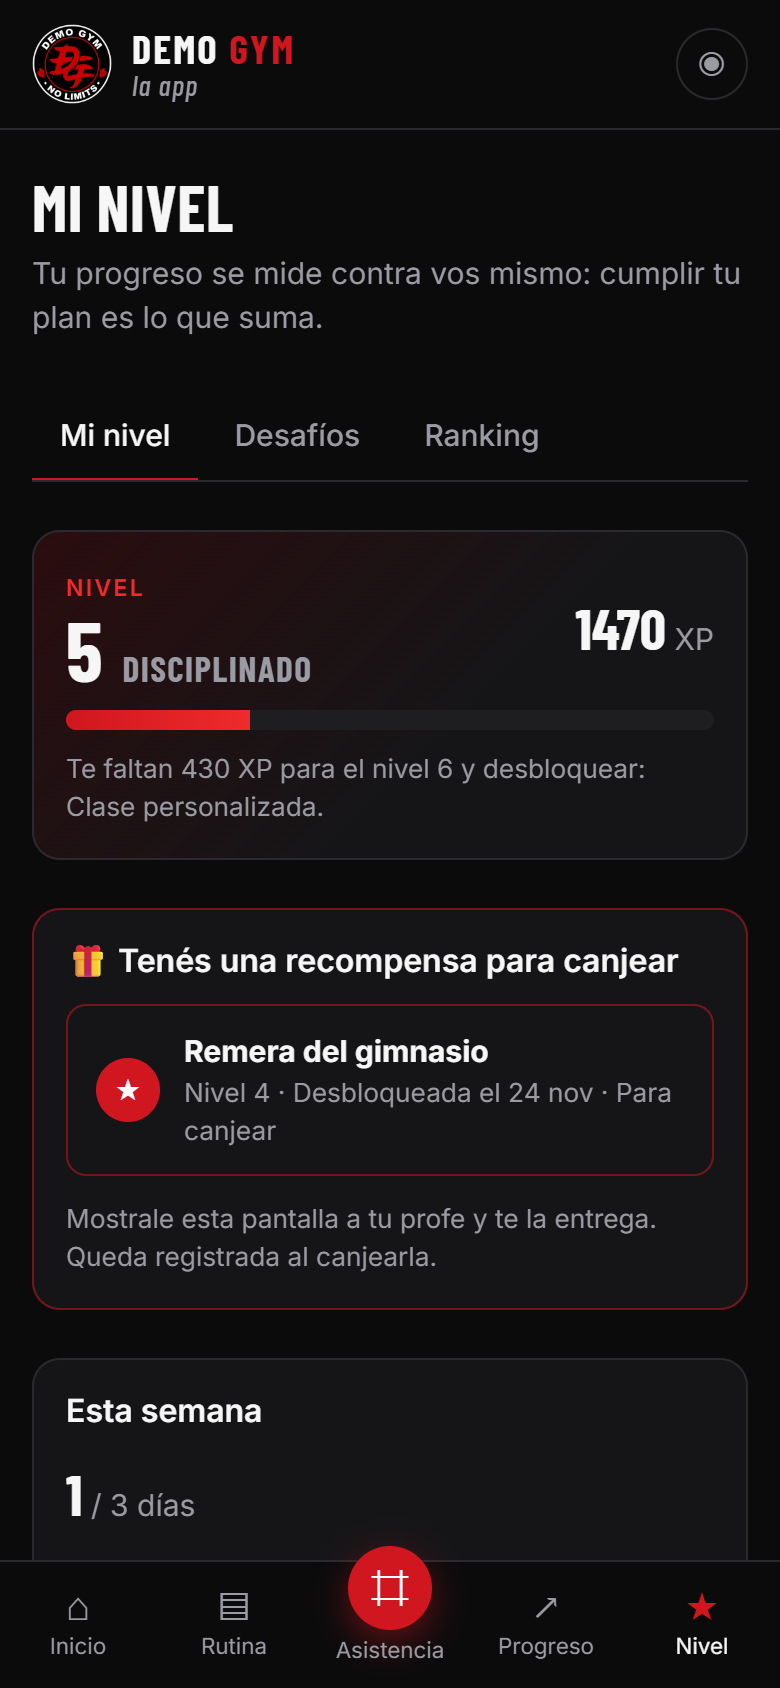 DEMO GYM
NO LIMITS
DEMO GYM
la app
MI NIVEL
Tu progreso se mide contra vos mismo: cumplir tu
plan es lo que suma.
Mi nivel
Desafíos
Ranking
NIVEL
5 DISCIPLINADO
1470 XP
Te faltan 430 XP para el nivel 6 y desbloquear:
Clase personalizada.
Tenés una recompensa para canjear
Remera del gimnasio
Nivel 4 · Desbloqueada el 24 nov · Para
canjear
Mostrale esta pantalla a tu profe y te la entrega.
Queda registrada al canjearla.
Esta semana
1 / 3 días
Inicio
Rutina
Asistencia
Progreso
Nivel